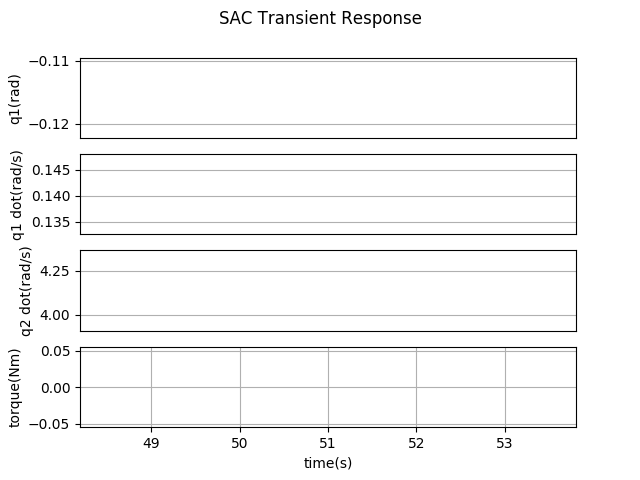 SAC Transient Response
q1(rad)
−0.11
−0.12
q1 dot(rad/s)
0.145
0.140
0.135
q2 dot(rad/s)
4.25
4.00
torque(Nm)
0.05
0.00
−0.05
49 50 51 52 53
time(s)